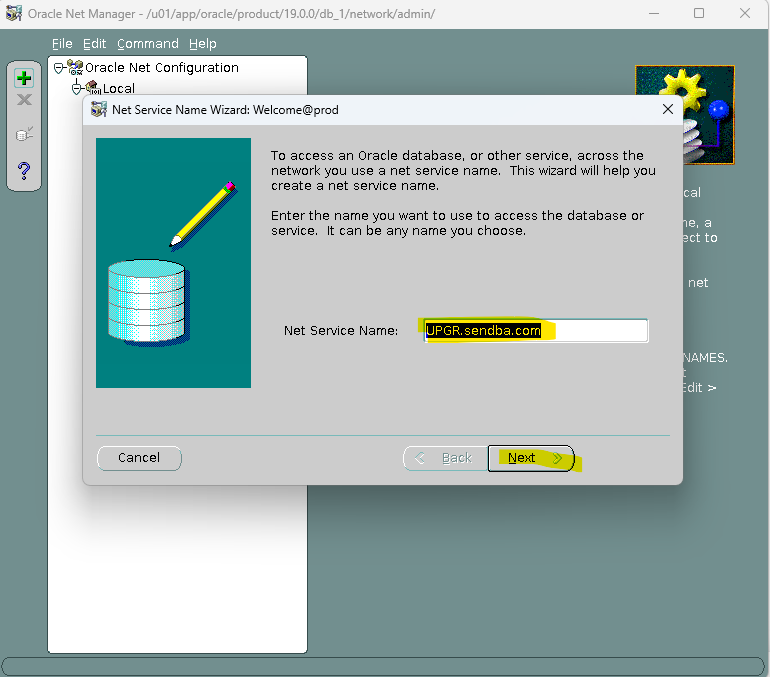 Oracle Net Manager - /u01/app/oracle/product/19.0.0/db_1/network/admin/
File Edit Command Help
Oracle Net Configuration
Local
Net Service Name Wizard: Welcome@prod
To access an Oracle database, or other service, across the
network you use a net service name. This wizard will help you
create a net service name.
Enter the name you want to use to access the database or
service. It can be any name you choose.
Net Service Name: UPGR.sendba.com
Cancel
Back
Next
cal
ne, a
ect to
net
NAMES.
t
Edit >